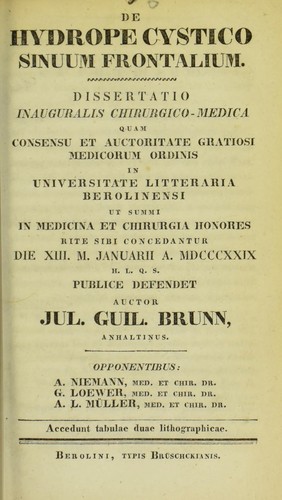 DE
HYDROPE CYSTICO
SINUUM FRONTALIUM.
DISSERTATIO
INAUGURALIS CHIRURGICO-MEDICA
QUAM
CONSENSU ET AUCTORITATE GRATIOSI
MEDICORUM ORDINIS
IN
UNIVERSITATE LITTERARIA
BEROLINENSI
UT SUMMI
IN MEDICINA ET CHIRURGIA HONORES
RITE SIBI CONCEDANTUR
DIE XIII. M. JANUARII A. MDCCCXXIX
H. L. Q. S.
PUBLICE DEFENDET
AUCTOR
JUL. GUIL. BRUNN,
ANHALTINUS.
OPPONENTIBUS:
A. NIEMANN, MED. ET CHIR. DR.
G. LOEWER, MED. ET CHIR. DR.
A. L. MÜLLER, MED. ET CHIR. DR.
Accedunt tabulae duae lithographicae.
BEROLINI, TYPIS BRÜSCHCKIANIS.